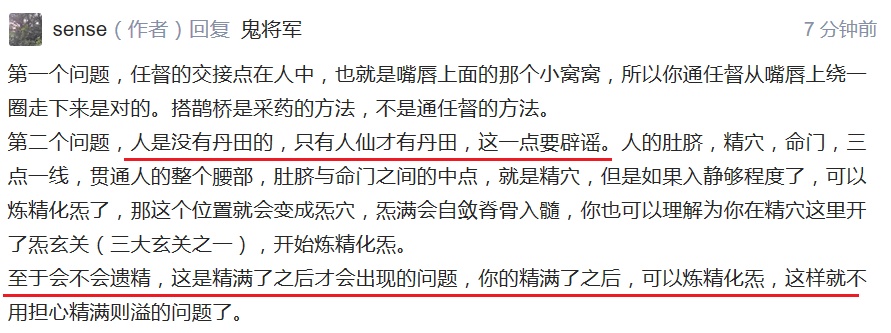 sense（作者）回复 鬼将军
7 分钟前
第一个问题，任督的交接点在人中，也就是嘴唇上面的那个小窝窝，所以你通任督从嘴唇上绕一
圈走下来是对的。搭鹊桥是采药的方法，不是通任督的方法。
第二个问题，人是没有丹田的，只有人仙才有丹田，这一点要辟谣。人的肚脐，精穴，命门，三
点一线，贯通人的整个腰部，肚脐与命门之间的中点，就是精穴，但是如果入静够程度了，可以
炼精化炁了，那这个位置就会变成炁穴，炁满会自敛脊骨入髓，你也可以理解为你在精穴这里开
了炁玄关（三大玄关之一），开始炼精化炁。
至于会不会遗精，这是精满了之后才会出现的问题，你的精满了之后，可以炼精化炁，这样就不
用担心精满则溢的问题了。